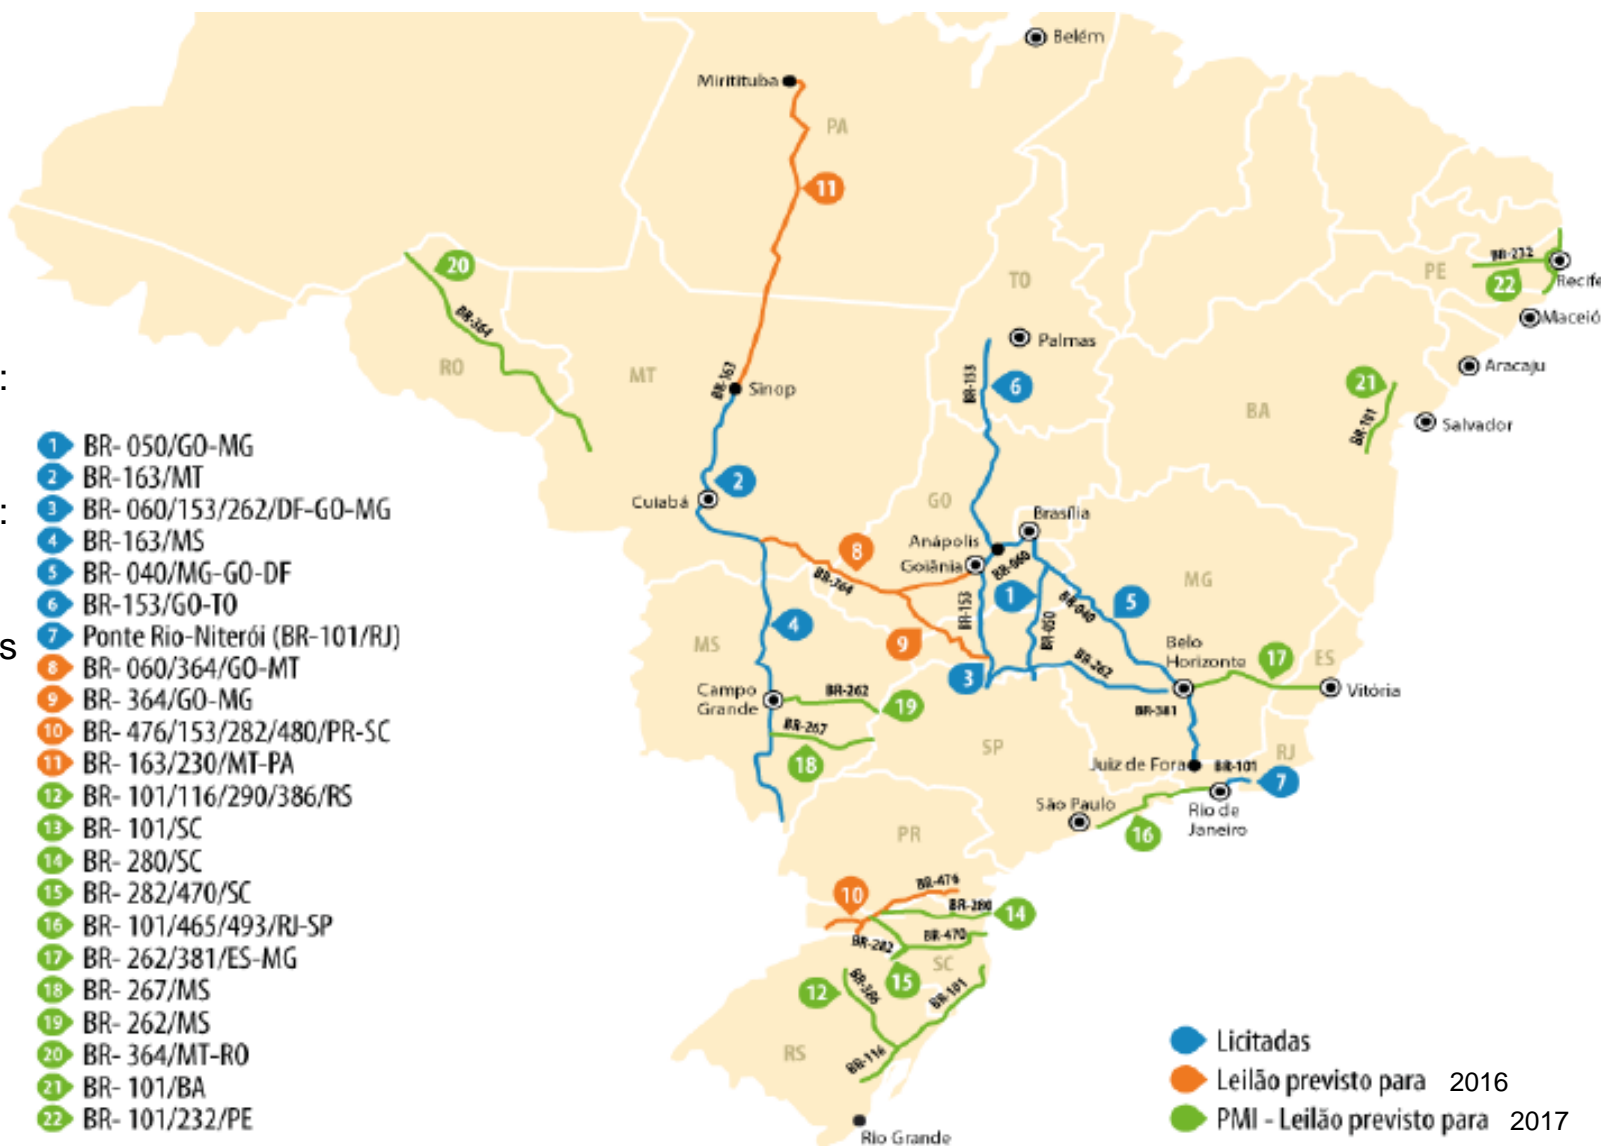 Belém
Miritituba
PA
11
20
BR-364
RO
MT
BR-163
Sinop
TO
Palmas
BR-153
6
PE
BR-232
22
Recife
Maceió
Aracaju
21
BR-101
BA
Salvador
:
:
s
1 BR- 050/GO-MG
2 BR-163/MT
3 BR- 060/153/262/DF-GO-MG
4 BR-163/MS
5 BR- 040/MG-GO-DF
6 BR-153/GO-TO
7 Ponte Rio-Niterói (BR-101/RJ)
8 BR- 060/364/GO-MT
9 BR- 364/GO-MG
10 BR- 476/153/282/480/PR-SC
11 BR- 163/230/MT-PA
12 BR- 101/116/290/386/RS
13 BR- 101/SC
14 BR- 280/SC
15 BR- 282/470/SC
16 BR- 101/465/493/RJ-SP
17 BR- 262/381/ES-MG
18 BR- 267/MS
19 BR- 262/MS
20 BR- 364/MT-RO
21 BR- 101/BA
22 BR- 101/232/PE
2
Cuiabá
GO
Brasília
Anápolis
Goiânia
BR-060
8
BR-364
1
BR-153
BR-050
BR-040
5
MG
4
MS
9
3
BR-262
Belo
Horizonte
17
ES
Vitória
BR-381
Campo
Grande
BR-262
19
BR-267
18
SP
Juiz de Fora
BR-101
RJ
7
São Paulo
Rio de
Janeiro
16
PR
10
BR-476
BR-280
14
BR-282
BR-470
SC
15
12
BR-386
BR-101
RS
BR-116
Rio Grande
Licitadas
Leilão previsto para 2016
PMI - Leilão previsto para 2017